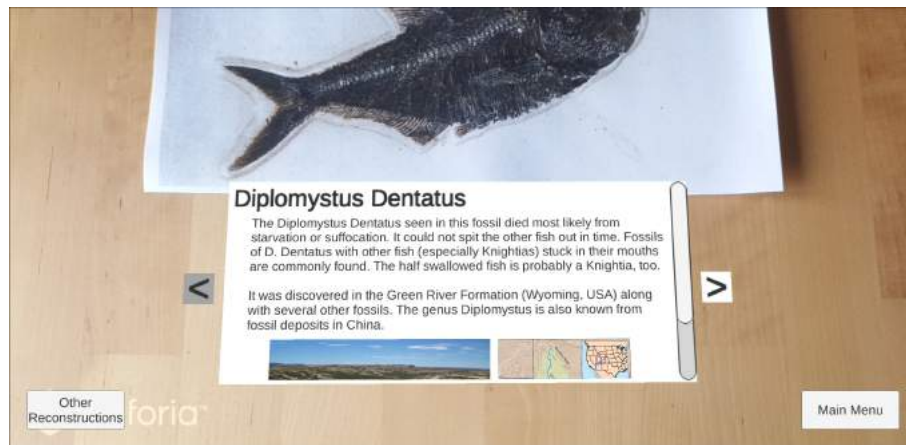 Diplomystus Dentatus
The Diplomystus Dentatus seen in this fossil died most likely from
starvation or suffocation. It could not spit the other fish out in time. Fossils
of D. Dentatus with other fish (especially Knightias) stuck in their mouths
are commonly found. The half swallowed fish is probably a Knightia, too.
It was discovered in the Green River Formation (Wyoming, USA) along
with several other fossils. The genus Diplomystus is also known from
fossil deposits in China.
< >
Other
Reconstructions
foria
Main Menu